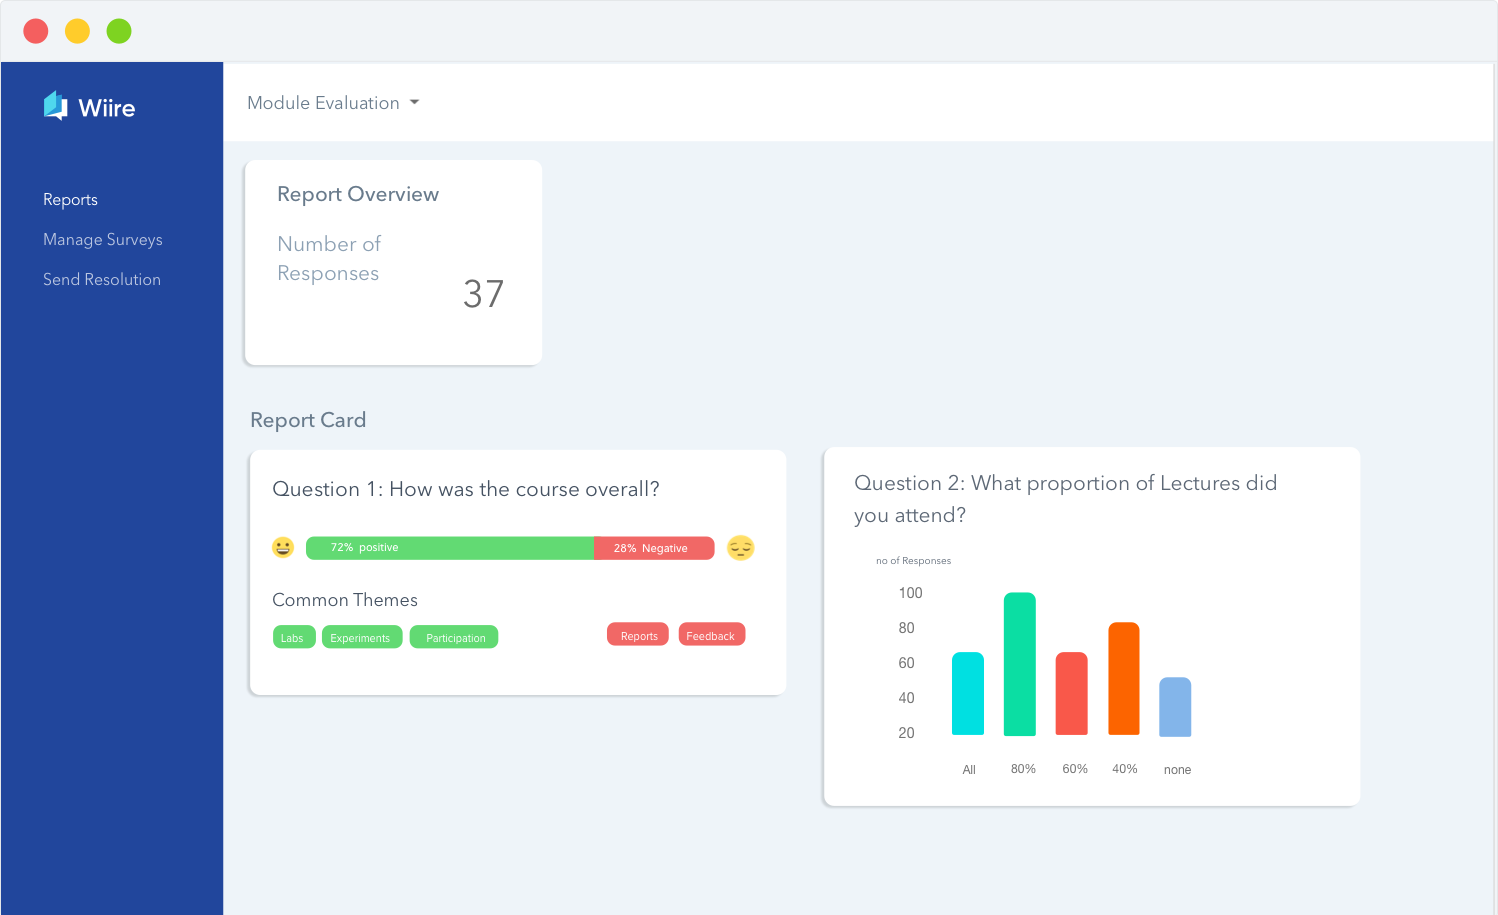 Wiire
Reports
Manage Surveys
Send Resolution
Module Evaluation
Report Overview
Number of
Responses
37
Report Card
Question 1: How was the course overall?
72% positive
28% Negative
Common Themes
Labs
Experiments
Participation
Reports
Feedback
Question 2: What proportion of Lectures did
you attend?
no of Responses
100
80
60
40
20
All
80%
60%
40%
none